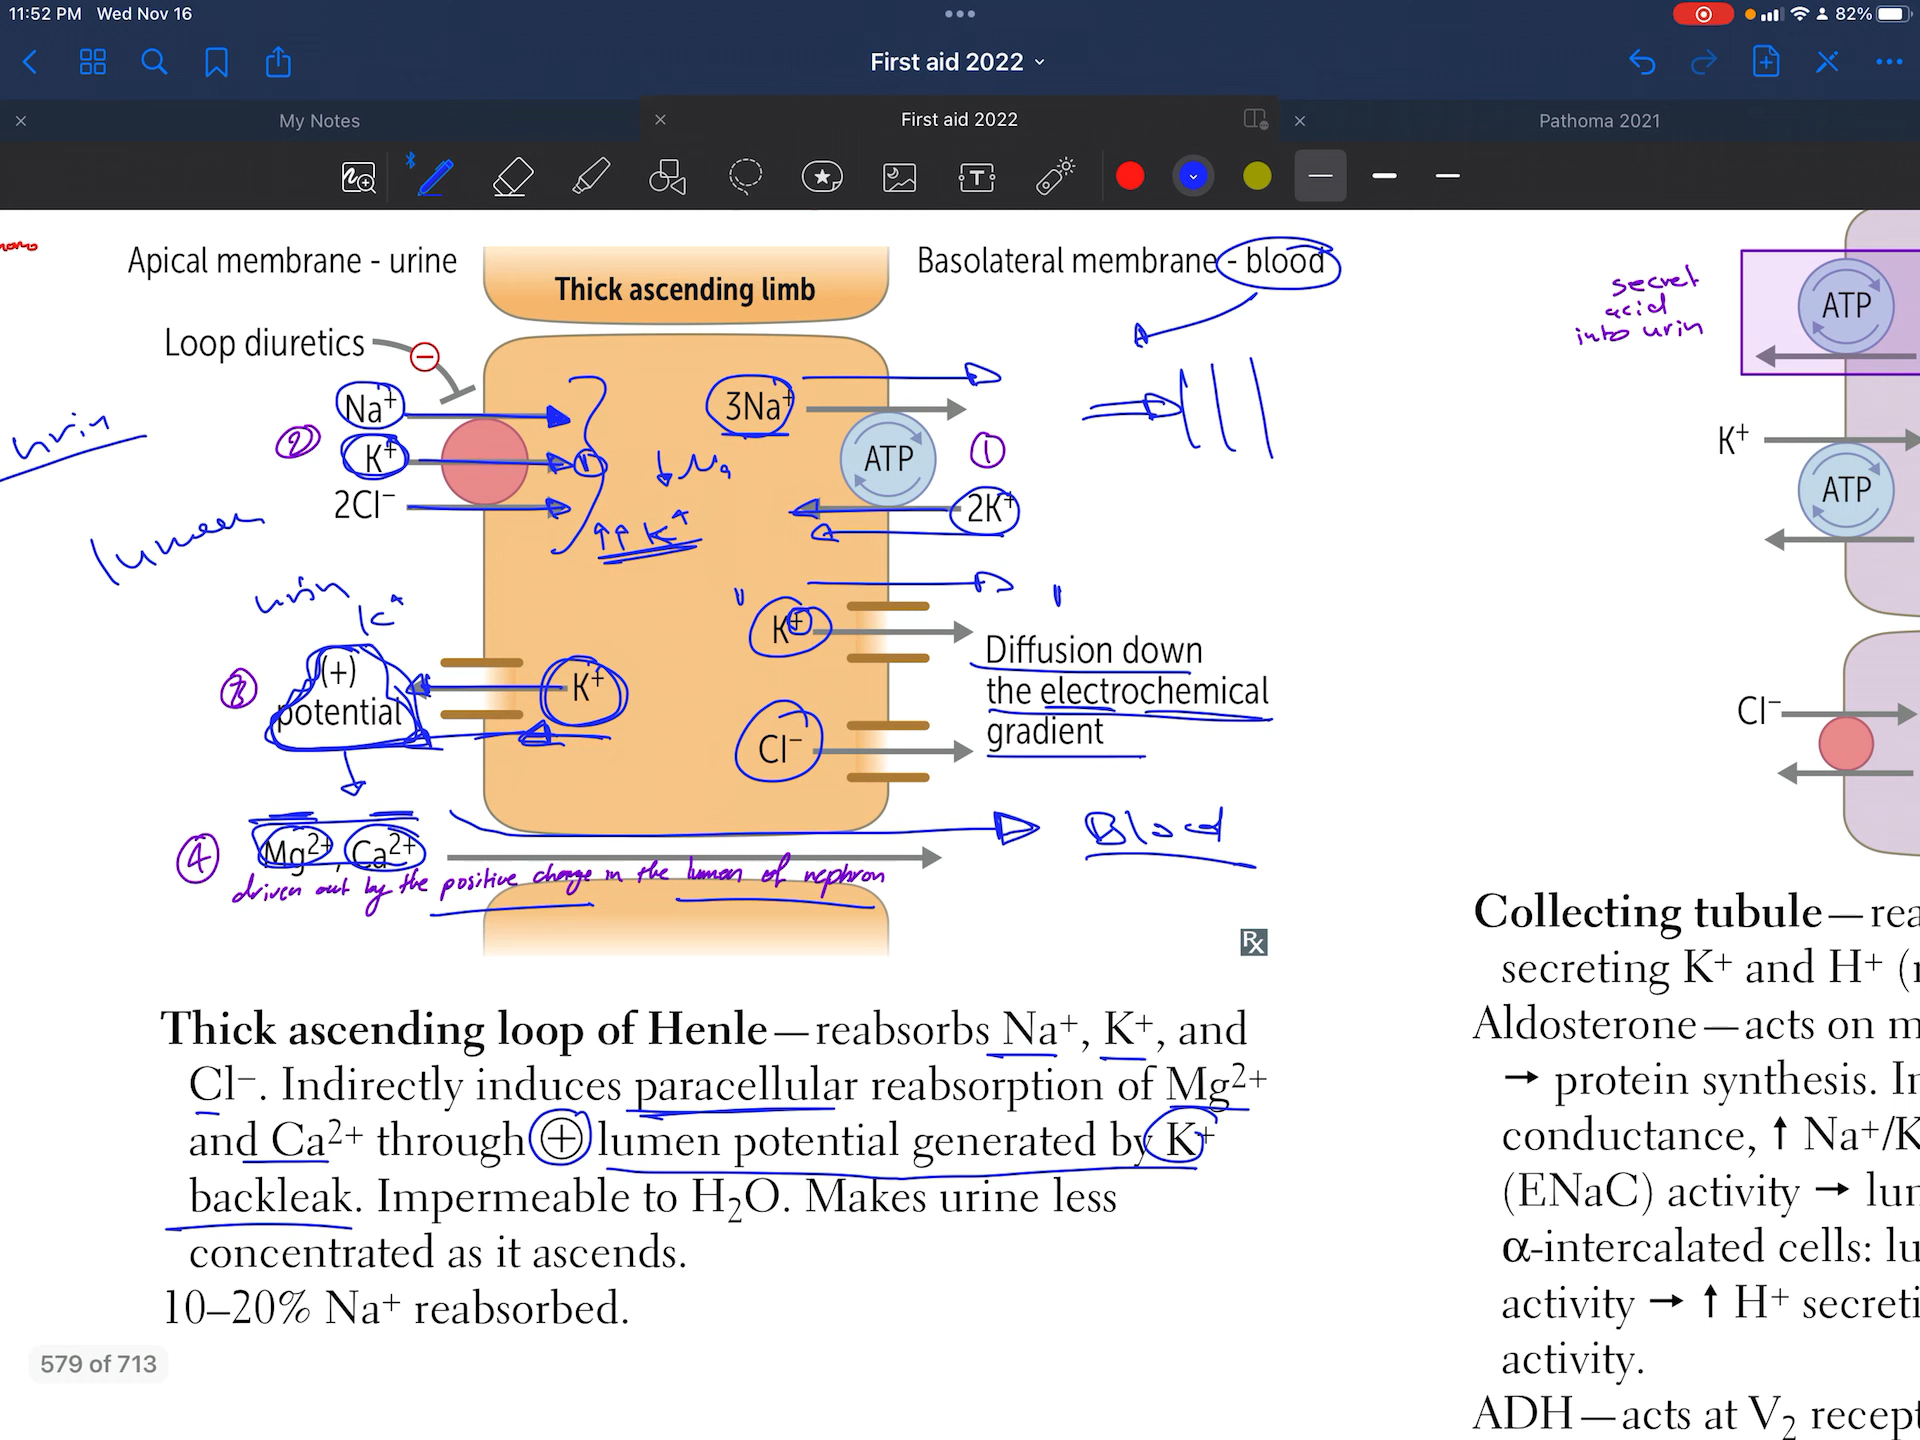 11:52 PM Wed Nov 16
82%
First aid 2022
My Notes
First aid 2022
Pathoma 2021
Apical membrane - urine
Thick ascending limb
Basolateral membrane - blood
Loop diuretics
Na⁺
K⁺
2Cl⁻
②
3Na⁺
ATP
①
2K⁺
↓ Na
↑↑ K⁺
urin
lumen
urin
K⁺
③
(+)
potential
K⁺
K⁺
Cl⁻
Diffusion down
the electrochemical
gradient
④
Mg²⁺, Ca²⁺
Blood
driven out by the positive charge in the lumen of nephron
Rx
Thick ascending loop of Henle—reabsorbs Na⁺, K⁺, and
Cl⁻. Indirectly induces paracellular reabsorption of Mg²⁺
and Ca²⁺ through ⊕ lumen potential generated by K⁺
backleak. Impermeable to H₂O. Makes urine less
concentrated as it ascends.
10–20% Na⁺ reabsorbed.
579 of 713
secret
acid
into urin
ATP
K⁺
ATP
Cl⁻
Collecting tubule—rea
secreting K⁺ and H⁺ (r
Aldosterone—acts on m
→ protein synthesis. In
conductance, ↑ Na⁺/K
(ENaC) activity → lun
α-intercalated cells: lu
activity → ↑ H⁺ secreti
activity.
ADH—acts at V₂ recept